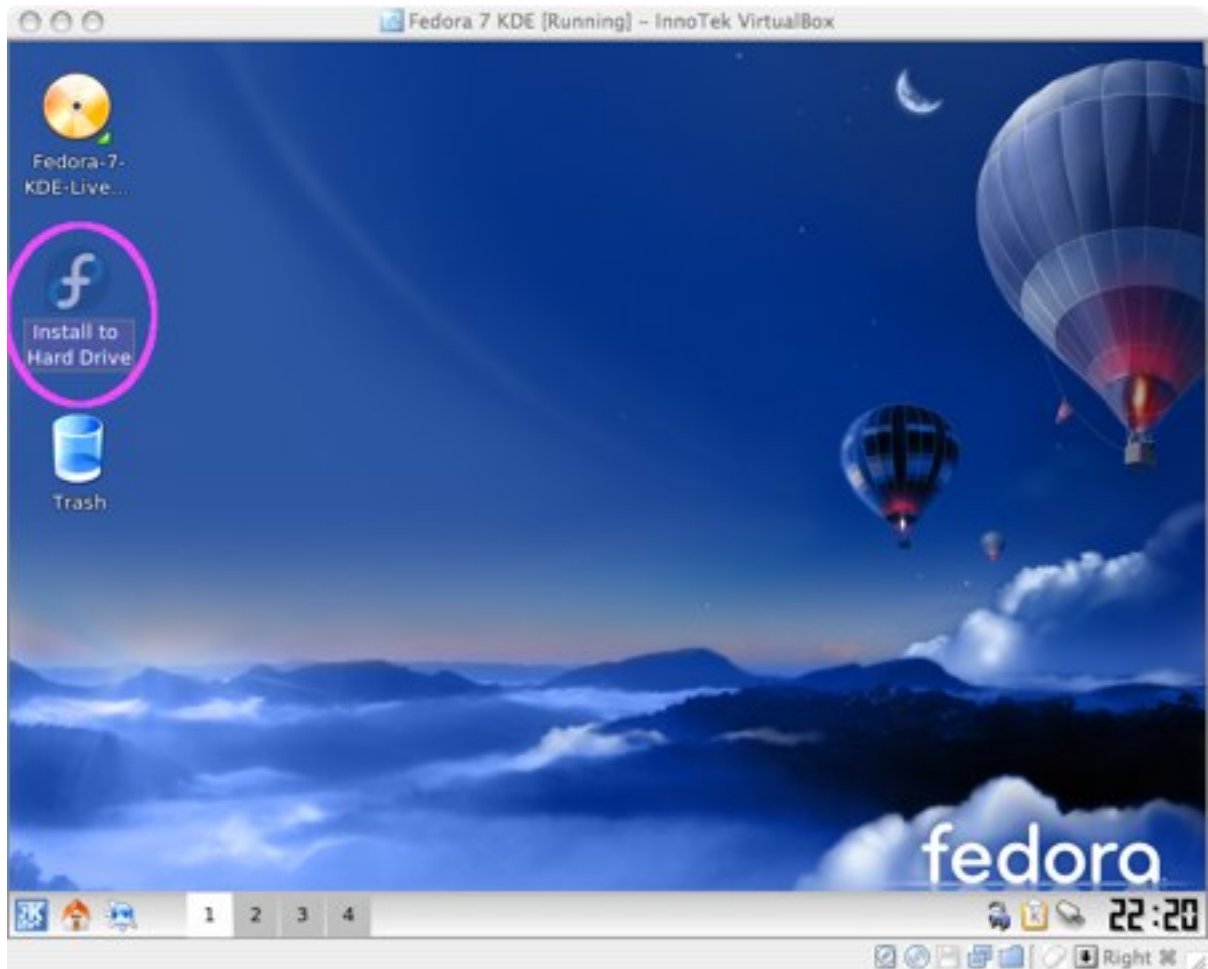 Fedora 7 KDE [Running] – InnoTek VirtualBox
Fedora-7-
KDE-Live....
Install to
Hard Drive
Trash
fedora
1 2 3 4
22:20
Right ⌘